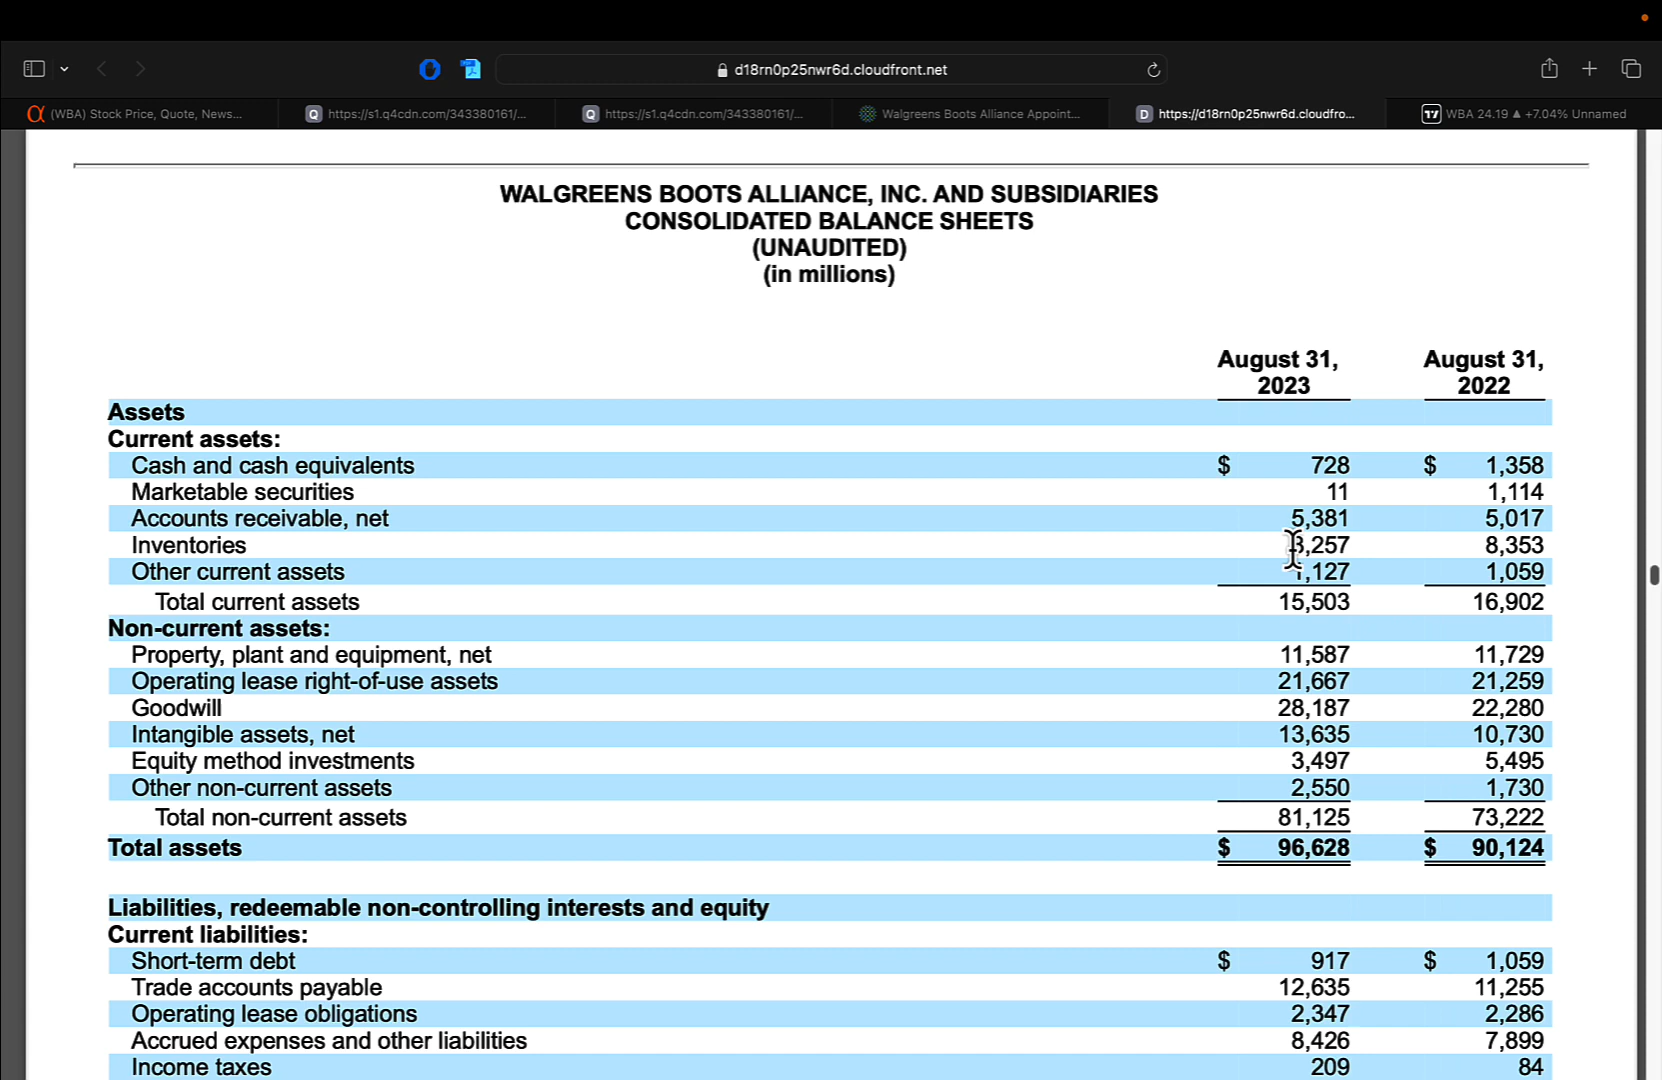 d18rn0p25nwr6d.cloudfront.net
(WBA) Stock Price, Quote, News...
https://s1.q4cdn.com/343380161/...
https://s1.q4cdn.com/343380161/...
Walgreens Boots Alliance Appoint...
D https://d18rn0p25nwr6d.cloudfro...
WBA 24.19 ▲ +7.04% Unnamed
WALGREENS BOOTS ALLIANCE, INC. AND SUBSIDIARIES
CONSOLIDATED BALANCE SHEETS
(UNAUDITED)
(in millions)
August 31, 2023 August 31, 2022
Assets
Current assets:
Cash and cash equivalents $ 728 $ 1,358
Marketable securities 11 1,114
Accounts receivable, net 5,381 5,017
Inventories 8,257 8,353
Other current assets 1,127 1,059
Total current assets 15,503 16,902
Non-current assets:
Property, plant and equipment, net 11,587 11,729
Operating lease right-of-use assets 21,667 21,259
Goodwill 28,187 22,280
Intangible assets, net 13,635 10,730
Equity method investments 3,497 5,495
Other non-current assets 2,550 1,730
Total non-current assets 81,125 73,222
Total assets $ 96,628 $ 90,124
Liabilities, redeemable non-controlling interests and equity
Current liabilities:
Short-term debt $ 917 $ 1,059
Trade accounts payable 12,635 11,255
Operating lease obligations 2,347 2,286
Accrued expenses and other liabilities 8,426 7,899
Income taxes 209 84